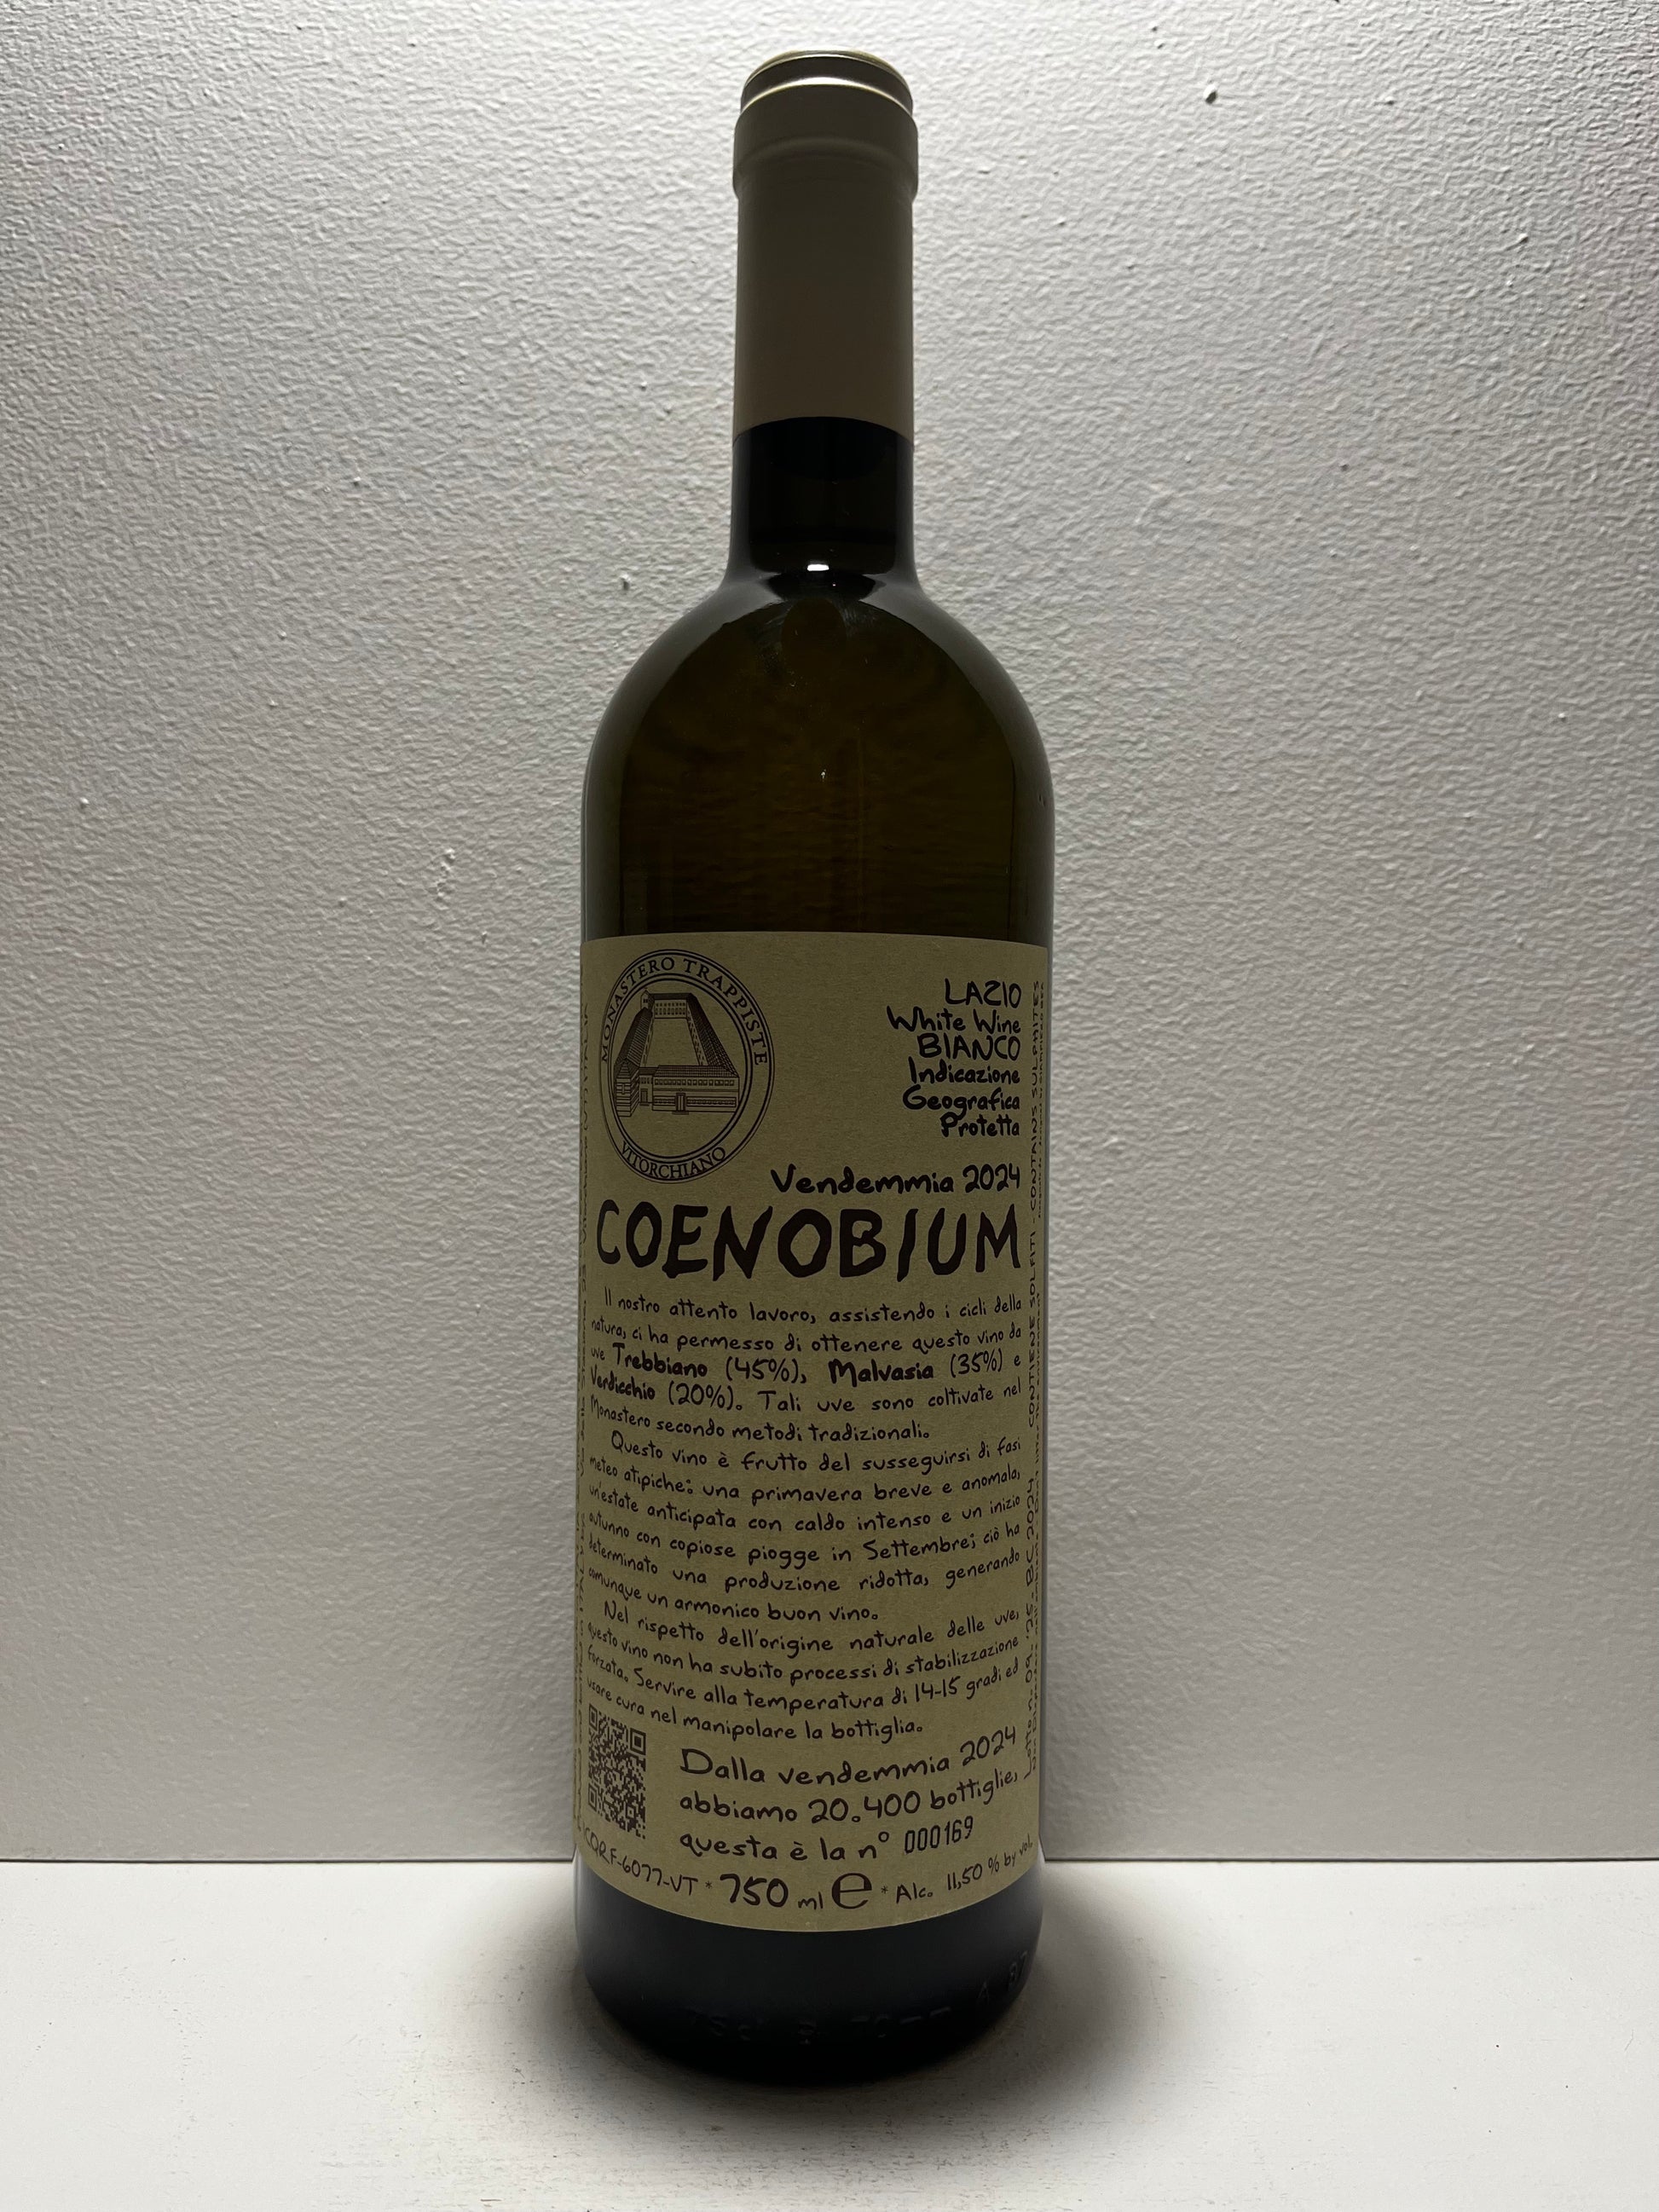 MONASTERO TRAPPISTE
VITORCHIANO
LAZIO
White Wine
BIANCO
Indicazione
Geografica
Protetta
Vendemmia 2024
COENOBIUM
Il nostro attento lavoro, assistendo i cicli della
natura, ci ha permesso di ottenere questo vino da
uve Trebbiano (45%), Malvasia (35%) e
Verdicchio (20%). Tali uve sono coltivate nel
Monastero secondo metodi tradizionali.
Questo vino è frutto del susseguirsi di fasi
meteo atipiche: una primavera breve e anomala,
un'estate anticipata con caldo intenso e un inizio
autunno con copiose piogge in Settembre; ciò ha
determinato una produzione ridotta, generando
comunque un armonico buon vino.
Nel rispetto dell'origine naturale delle uve,
questo vino non ha subito processi di stabilizzazione
forzata. Servire alla temperatura di 14-15 gradi ed
usare cura nel manipolare la bottiglia.
Dalla vendemmia 2024
abbiamo 20.400 bottiglie,
questa è la n° 000169
ICQRF-6077-VT * 750 ml e * Alc. 11,50 % by vol.
CONTIENE SOLFITI - CONTAINS SULPHITES